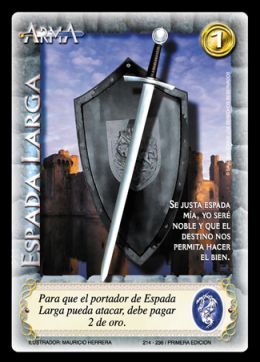 ARMA
1
ESPADA LARGA
SE JUSTA ESPADA
MÍA, YO SERÉ
NOBLE Y QUE EL
DESTINO NOS
PERMITA HACER
EL BIEN.
Para que el portador de Espada
Larga pueda atacar, debe pagar
2 de oro.
ILUSTRADOR: MAURICIO HERRERA
214 - 236 / PRIMERA EDICION